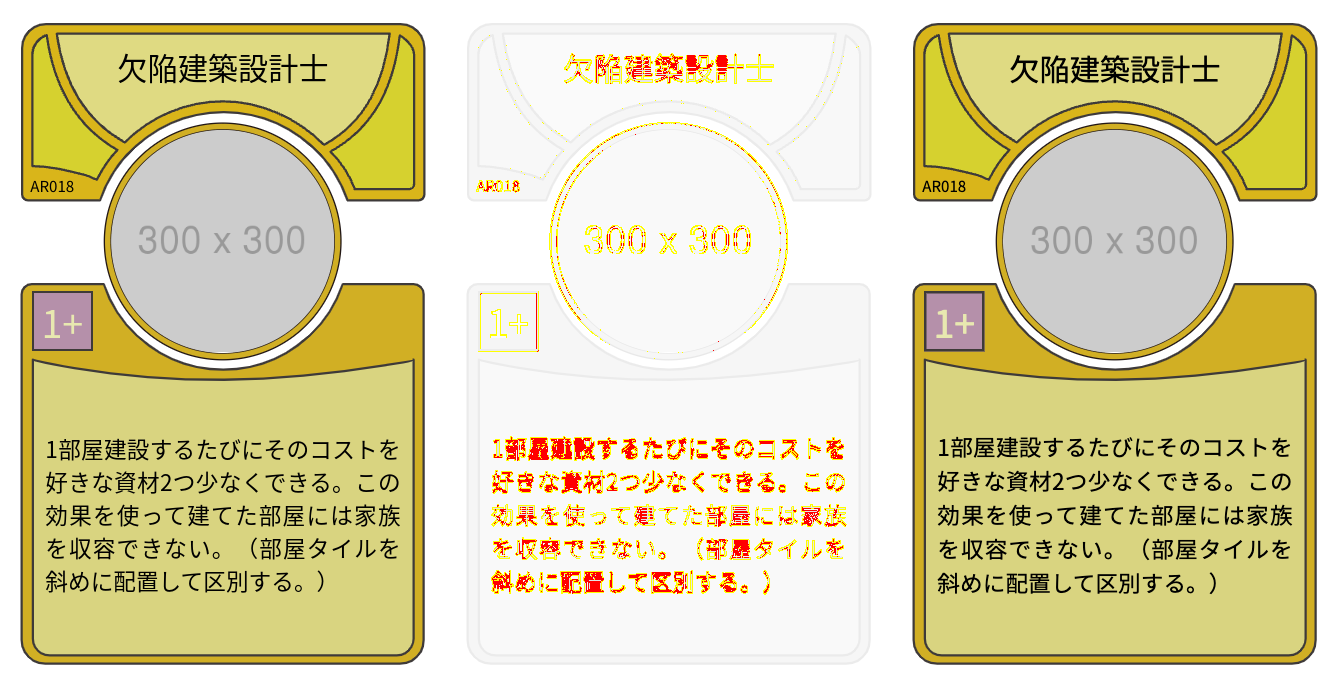 欠陥建築設計士
AR018
300 x 300
1+
1部屋建設するたびにそのコストを
好きな資材2つ少なくできる。この
効果を使って建てた部屋には家族
を収容できない。（部屋タイルを
斜めに配置して区別する。）
欠陥建築設計士
AR018
300 x 300
1+
1部屋建設するたびにそのコストを
好きな資材2つ少なくできる。この
効果を使って建てた部屋には家族
を収容できない。（部屋タイルを
斜めに配置して区別する。）
欠陥建築設計士
AR018
300 x 300
1+
1部屋建設するたびにそのコストを
好きな資材2つ少なくできる。この
効果を使って建てた部屋には家族
を収容できない。（部屋タイルを
斜めに配置して区別する。）